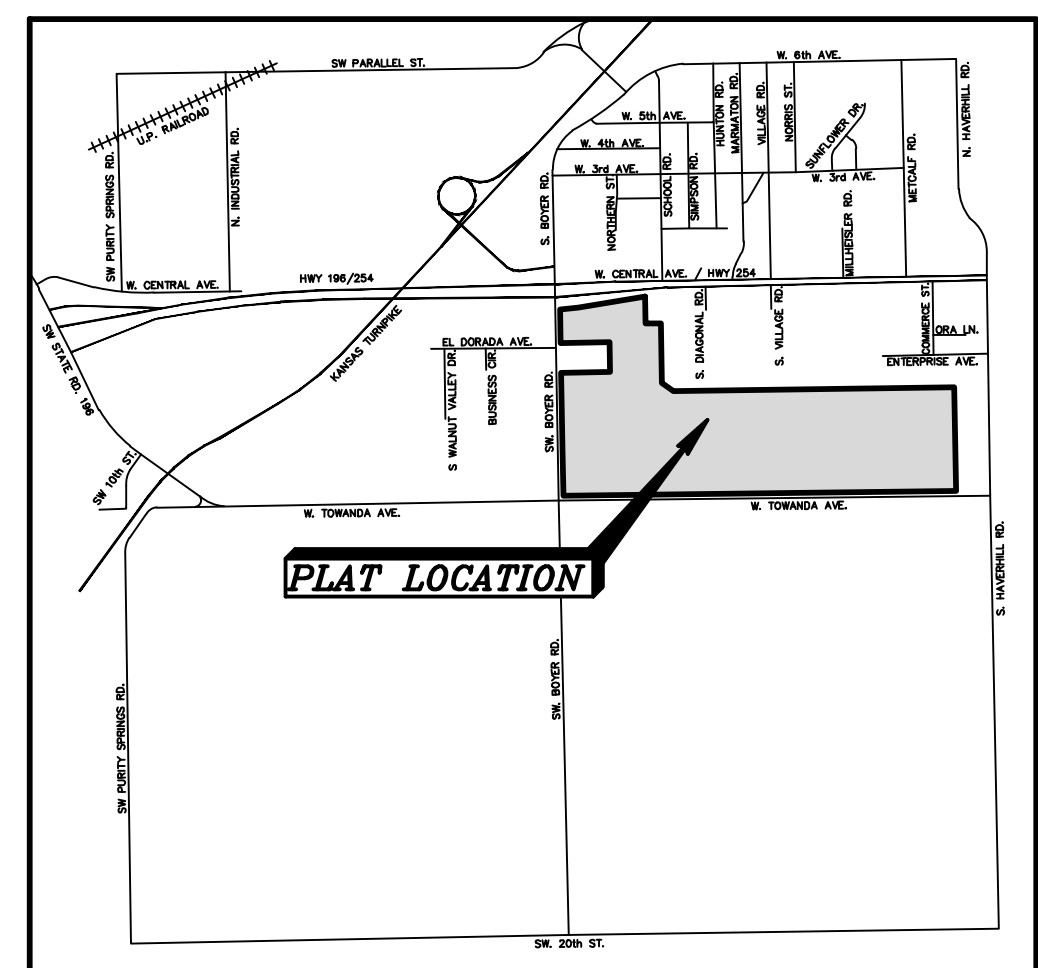 SW PARALLEL ST.
W. 6th AVE.
U.P. RAILROAD
SW PURITY SPRINGS RD.
N. INDUSTRIAL RD.
W. 5th AVE.
W. 4th AVE.
W. 3rd AVE.
HUNTON RD.
MARMATON RD.
VILLAGE RD.
NORRIS ST.
SUNFLOWER DR.
METCALF RD.
N. HAVERHILL RD.
W. 3rd AVE.
S. BOYER RD.
NORTHERN ST.
SCHOOL RD.
SIMPSON RD.
MILLHEISLER RD.
W. CENTRAL AVE.
HWY 196/254
W. CENTRAL AVE. / HWY 254
SW STATE RD. 196
KANSAS TURNPIKE
EL DORADA AVE.
S WALNUT VALLEY DR.
BUSINESS CIR.
SW. BOYER RD.
S. DIAGONAL RD.
S. VILLAGE RD.
COMMERCE ST.
ORA LN.
ENTERPRISE AVE.
SW 10th ST.
W. TOWANDA AVE.
W. TOWANDA AVE.
PLAT LOCATION
S. HAVERHILL RD.
SW PURITY SPRINGS RD.
SW. BOYER RD.
SW. 20th ST.